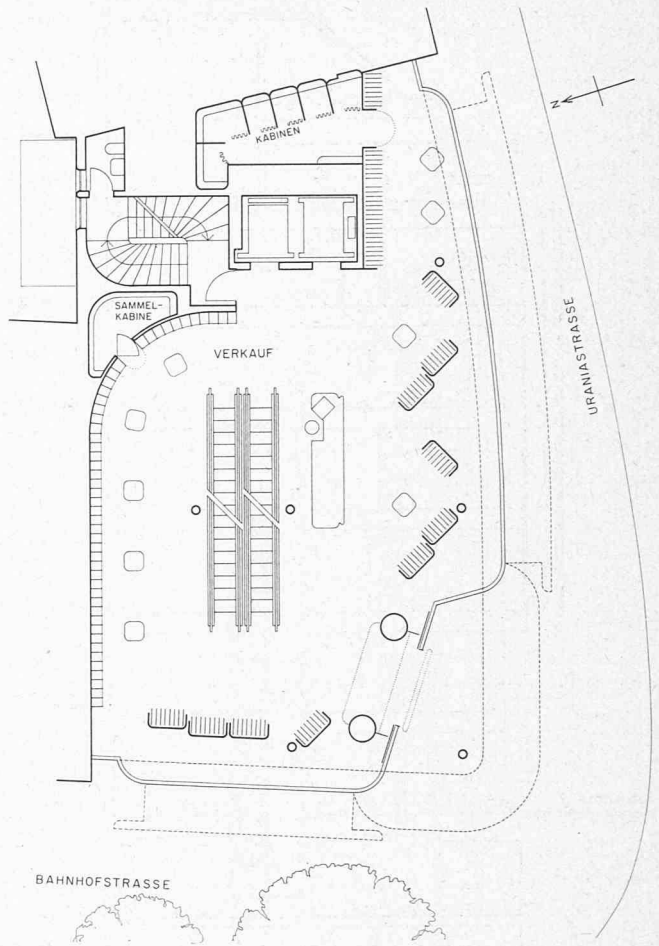 N
KABINEN
SAMMEL-
KABINE
VERKAUF
URANIASTRASSE
BAHNHOFSTRASSE